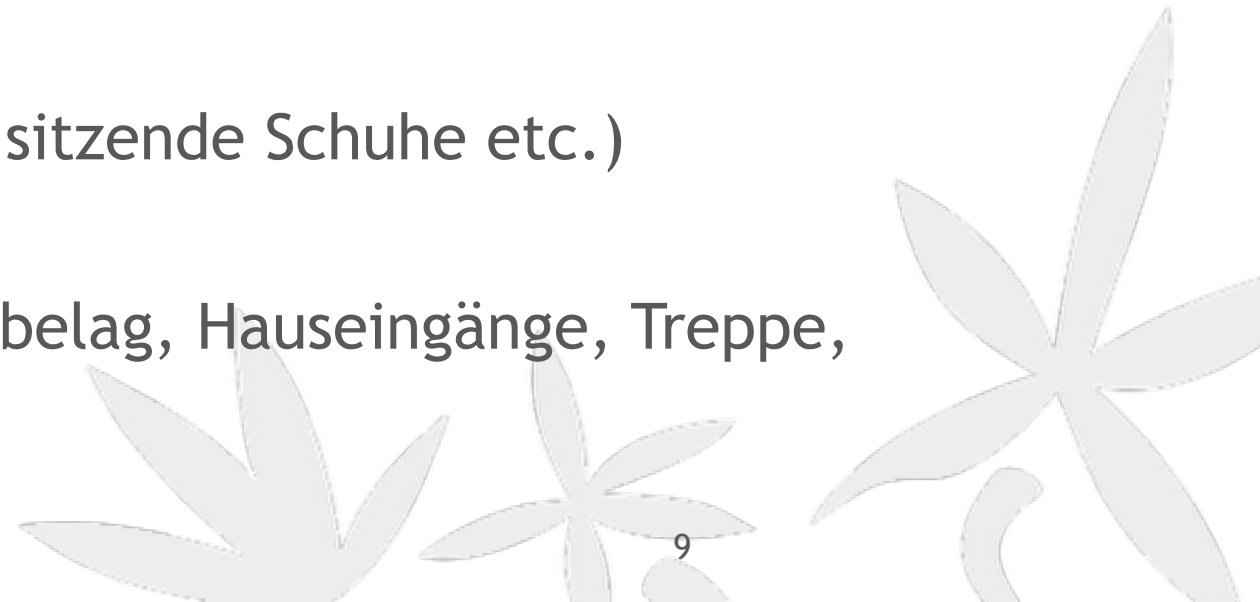 sitzende Schuhe etc.)
belag, Hauseingänge, Treppe,
9